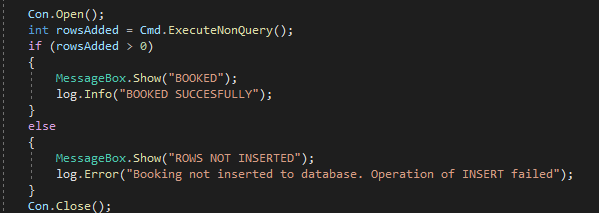 Con.Open();
int rowsAdded = Cmd.ExecuteNonQuery();
if (rowsAdded > 0)
{
MessageBox.Show("BOOKED");
log.Info("BOOKED SUCCESFULLY");
}
else
{
MessageBox.Show("ROWS NOT INSERTED");
log.Error("Booking not inserted to database. Operation of INSERT failed");
}
Con.Close();